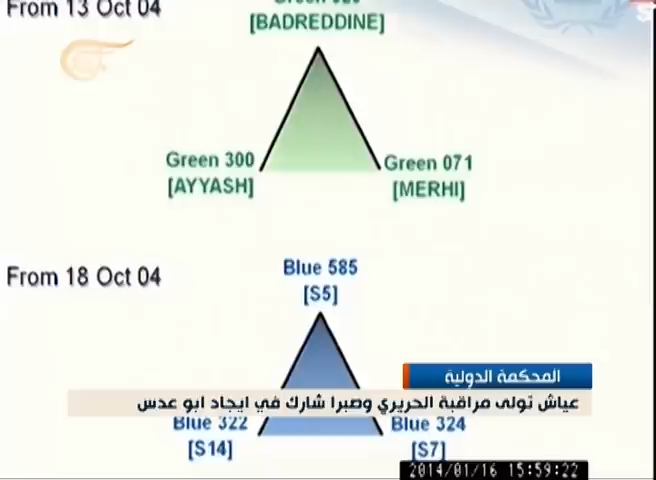 From 13 Oct 04
[BADREDDINE]
Green 300
[AYYASH]
Green 071
[MERHI]
From 18 Oct 04
Blue 585
[S5]
المحكمة الدولية
عياش تولى مراقبة الحريري وصبرا شارك في ايجاد ابو عدس
Blue 322
[S14]
Blue 324
[S7]
2014/01/16 15:59:22